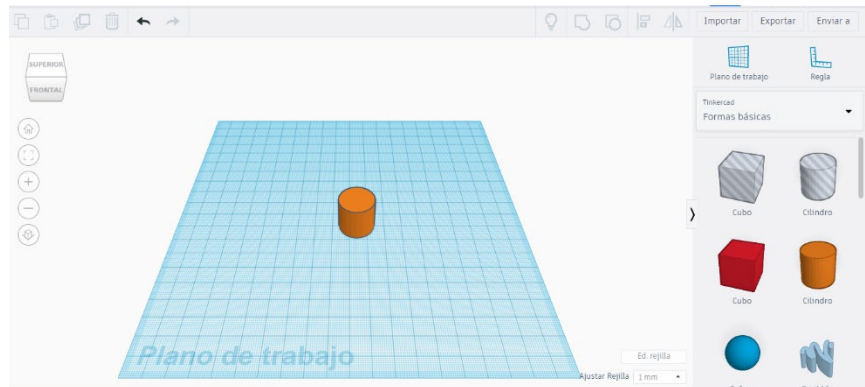 Importar
Exportar
Enviar a
SUPERIOR
FRONTAL
Plano de trabajo
Regla
Tinkercad
Formas básicas
Cubo
Cilindro
Cubo
Cilindro
Plano de trabajo
Ed. rejilla
Ajustar Rejilla 1 mm